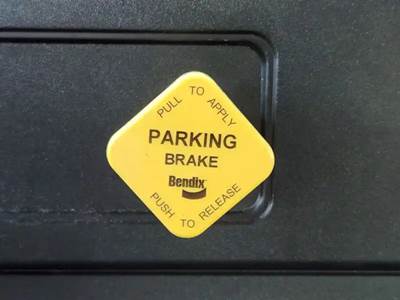 PULL TO APPLY
PARKING
BRAKE
Bendix
PUSH TO RELEASE